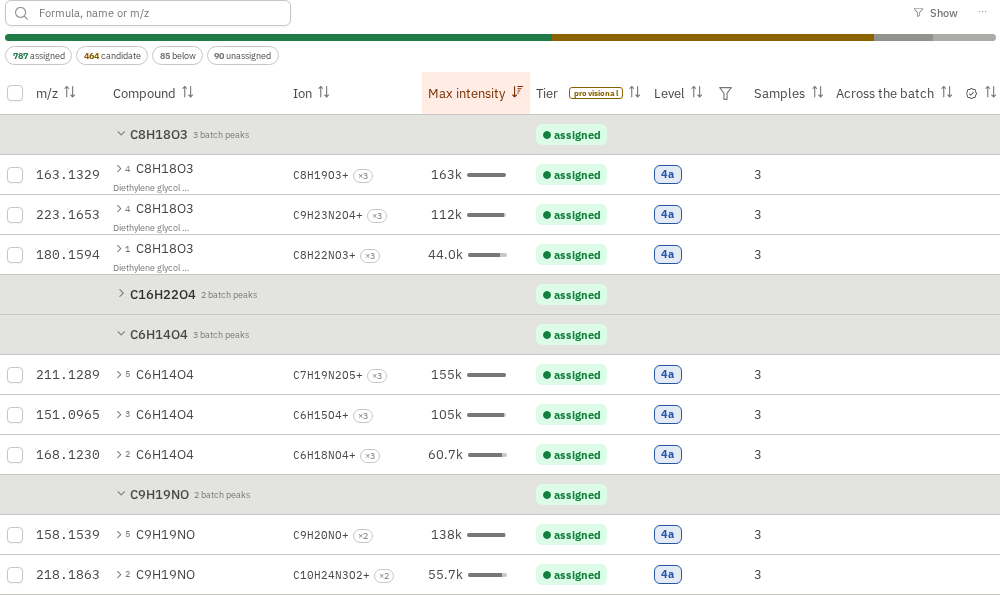 Formula, name or m/z
Show ...
787 assigned 464 candidate 85 below 90 unassigned
m/z Compound Ion Max intensity Tier provisional Level Samples Across the batch
C8H18O3 3 batch peaks assigned
163.1329 4 C8H18O3 C8H19O3+ ×3 163k assigned 4a 3
Diethylene glycol ...
223.1653 4 C8H18O3 C9H23N2O4+ ×3 112k assigned 4a 3
Diethylene glycol ...
180.1594 1 C8H18O3 C8H22NO3+ ×3 44.0k assigned 4a 3
Diethylene glycol ...
C16H22O4 2 batch peaks assigned
C6H14O4 3 batch peaks assigned
211.1289 5 C6H14O4 C7H19N2O5+ ×3 155k assigned 4a 3
151.0965 3 C6H14O4 C6H15O4+ ×3 105k assigned 4a 3
168.1230 2 C6H14O4 C6H18NO4+ ×3 60.7k assigned 4a 3
C9H19NO 2 batch peaks assigned
158.1539 5 C9H19NO C9H20NO+ ×2 138k assigned 4a 3
218.1863 2 C9H19NO C10H24N3O2+ ×2 55.7k assigned 4a 3